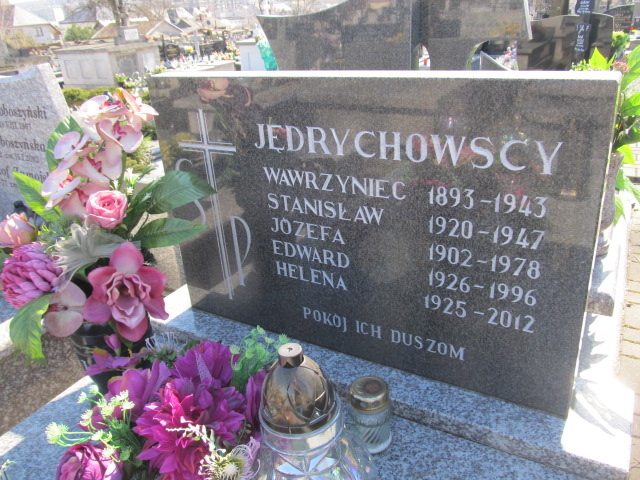 JĘDRYCHOWSCY
WAWRZYNIEC 1893 - 1943
STANISŁAW 1920 - 1947
JÓZEFA 1902 - 1978
EDWARD 1926 - 1996
HELENA 1925 - 2012
POKÓJ ICH DUSZOM
Ś P